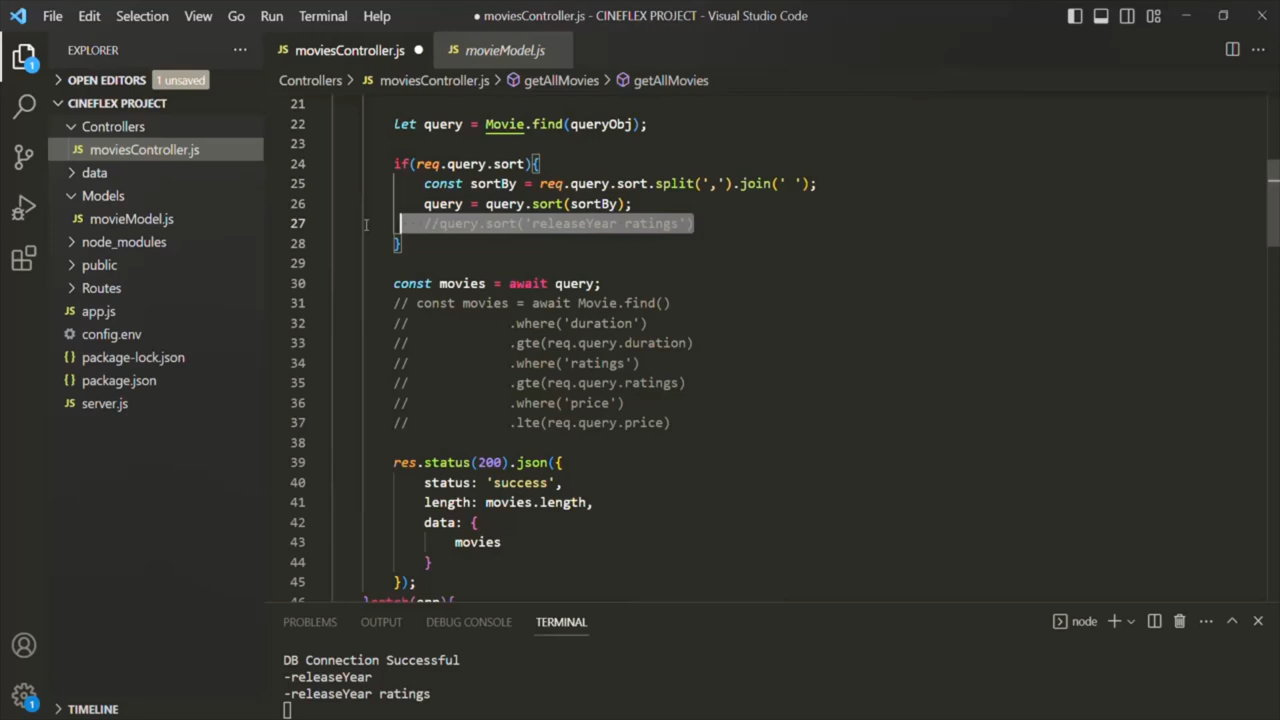 File Edit Selection View Go Run Terminal Help
● moviesController.js - CINEFLEX PROJECT - Visual Studio Code
EXPLORER
OPEN EDITORS 1 unsaved
CINEFLEX PROJECT
Controllers
JS moviesController.js
data
Models
JS movieModel.js
node_modules
public
Routes
JS app.js
config.env
{} package-lock.json
{} package.json
JS server.js
TIMELINE
1
1
JS moviesController.js ●
JS movieModel.js
Controllers > JS moviesController.js > getAllMovies > getAllMovies
21
22 let query = Movie.find(queryObj);
23
24 if(req.query.sort){
25 const sortBy = req.query.sort.split(',').join(' ');
26 query = query.sort(sortBy);
27 //query.sort('releaseYear ratings')
28 }
29
30 const movies = await query;
31 // const movies = await Movie.find()
32 // .where('duration')
33 // .gte(req.query.duration)
34 // .where('ratings')
35 // .gte(req.query.ratings)
36 // .where('price')
37 // .lte(req.query.price)
38
39 res.status(200).json({
40 status: 'success',
41 length: movies.length,
42 data: {
43 movies
44 }
45 });
46 }catch(err){
PROBLEMS OUTPUT DEBUG CONSOLE TERMINAL
node
DB Connection Successful
-releaseYear
-releaseYear ratings